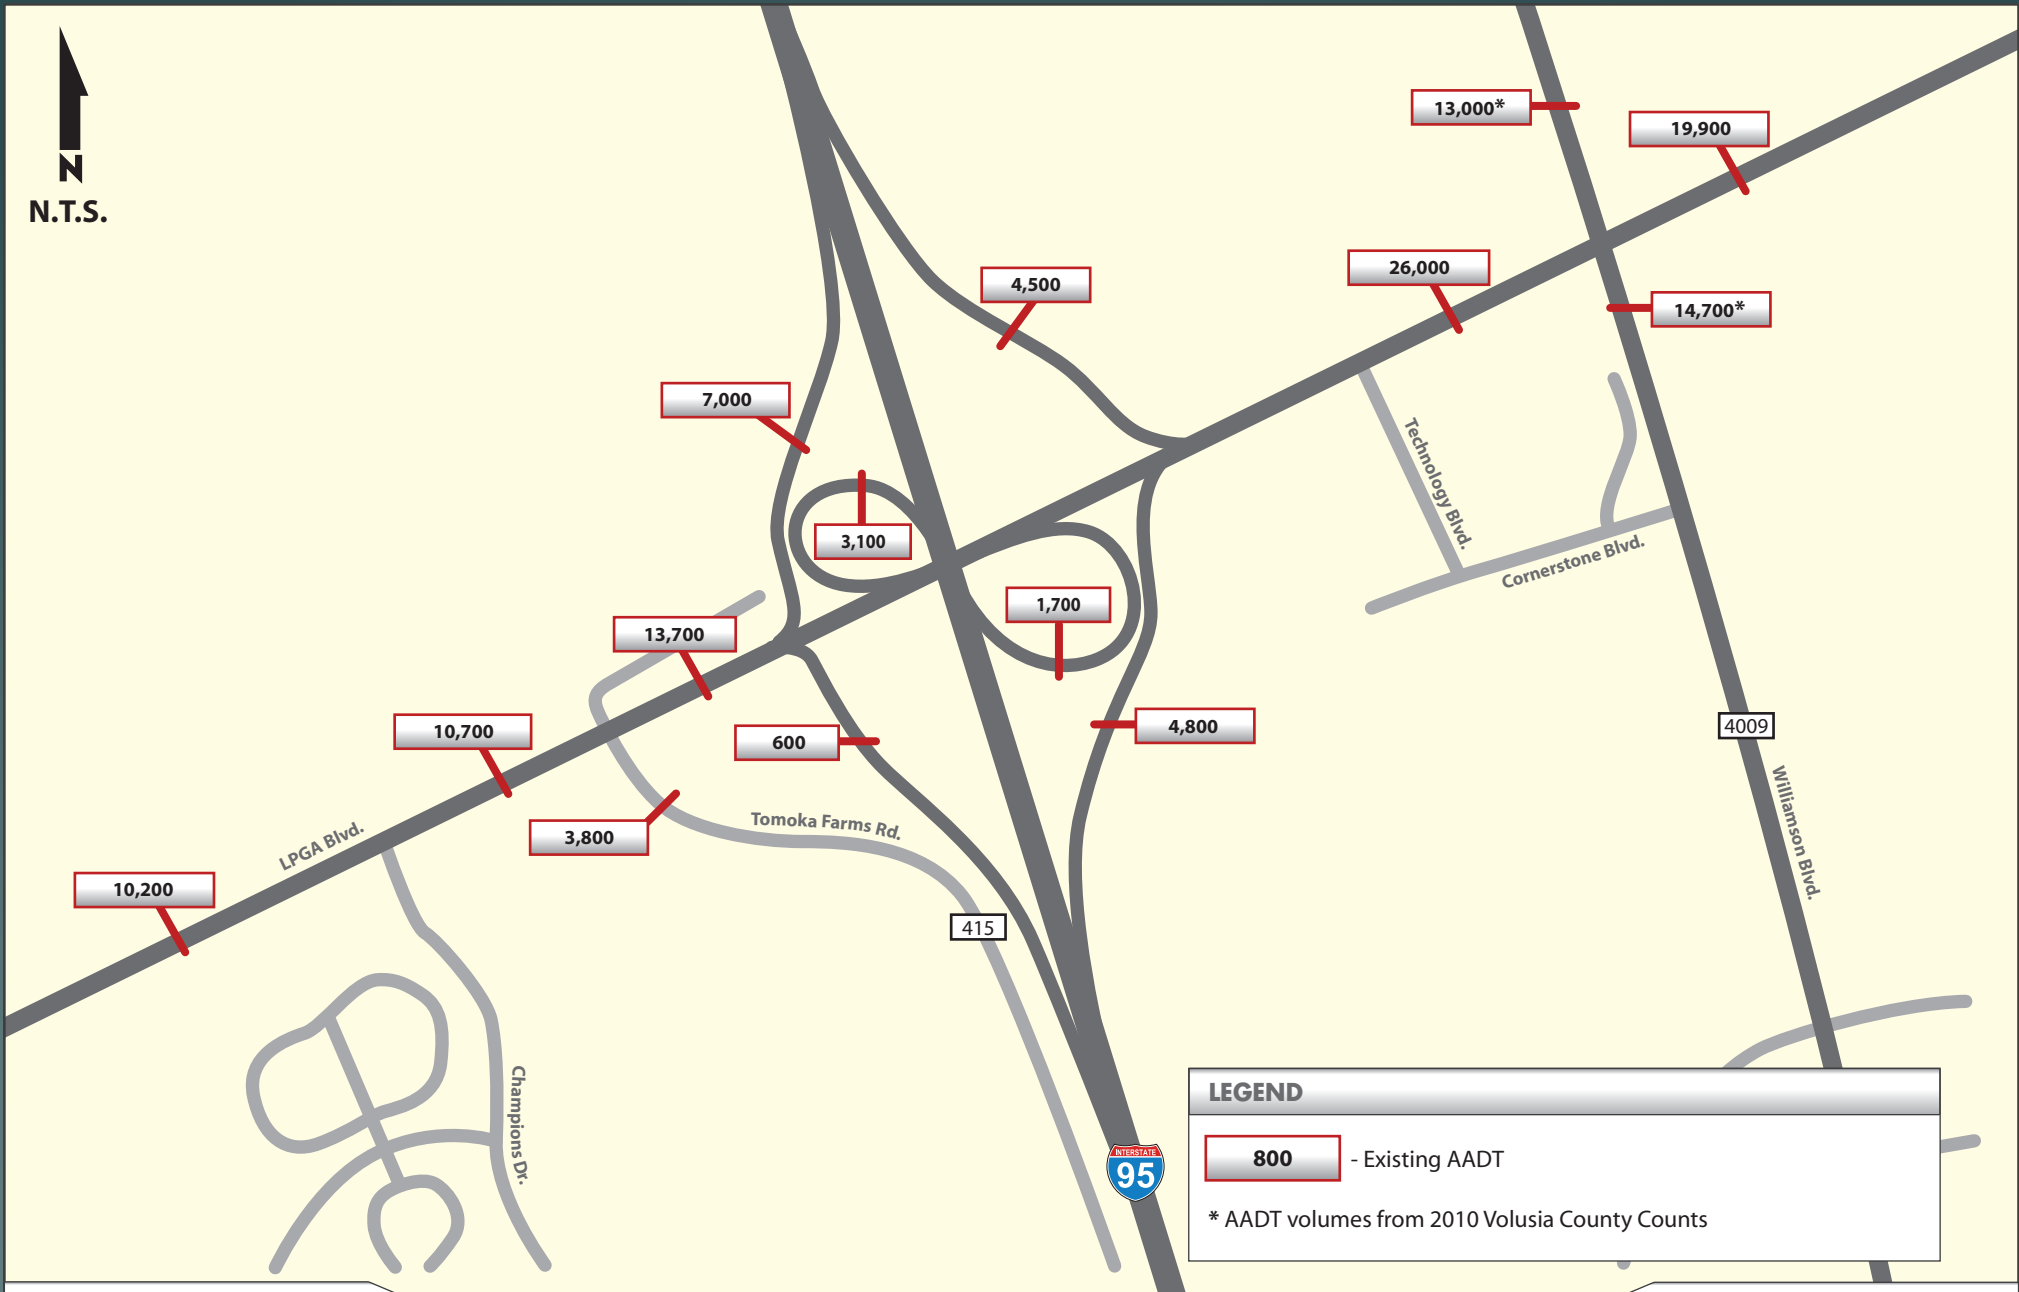 N
N.T.S.
13,000*
19,900
4,500
26,000
14,700*
7,000
Technology Blvd.
3,100
Cornerstone Blvd.
1,700
13,700
10,700
600
4,800
4009
3,800
Tomoka Farms Rd.
Williamson Blvd.
LPGA Blvd.
10,200
415
Champions Dr.
INTERSTATE
95
LEGEND
800 - Existing AADT
* AADT volumes from 2010 Volusia County Counts